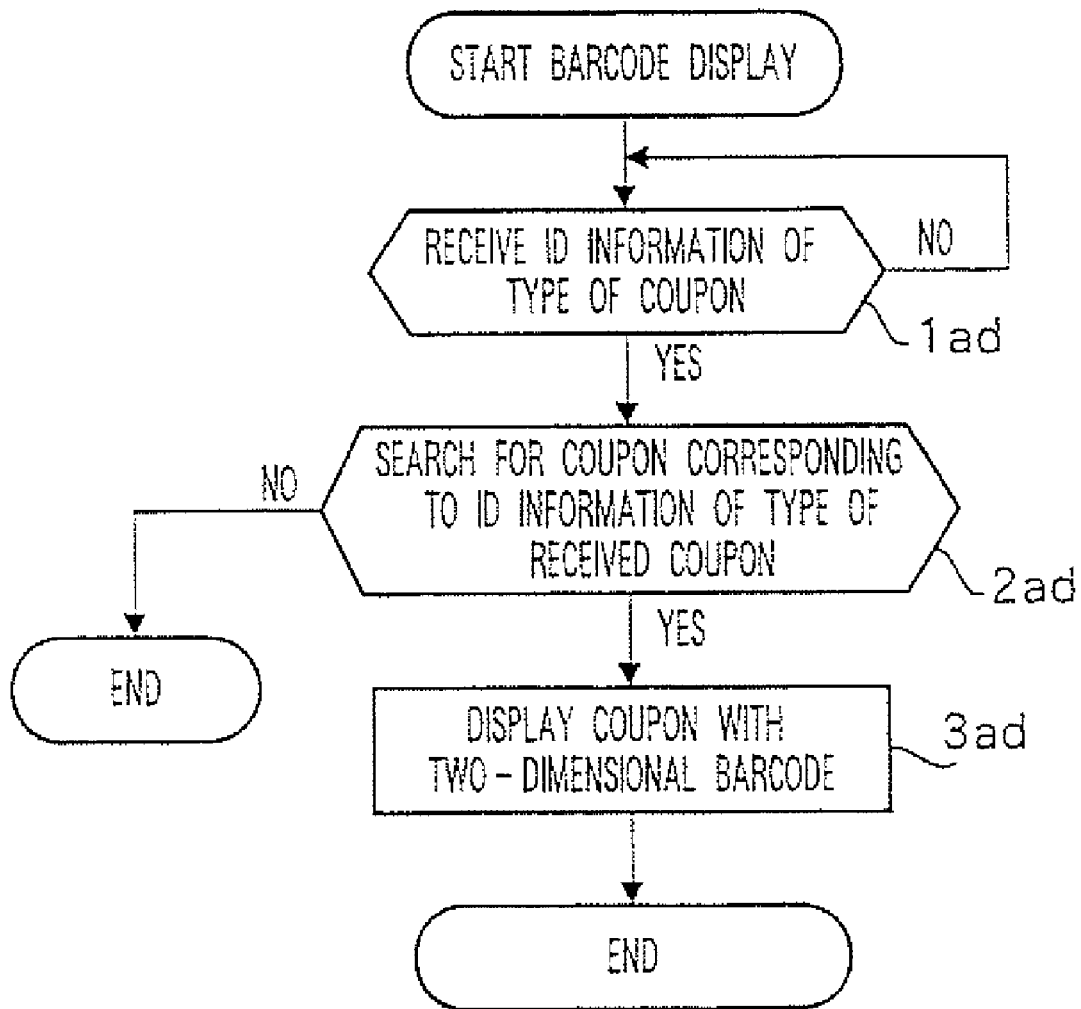 START BARCODE DISPLAY
RECEIVE ID INFORMATION OF
TYPE OF COUPON
NO
1ad
YES
SEARCH FOR COUPON CORRESPONDING
TO ID INFORMATION OF TYPE OF
RECEIVED COUPON
NO
2ad
YES
END
DISPLAY COUPON WITH
TWO-DIMENSIONAL BARCODE
3ad
END